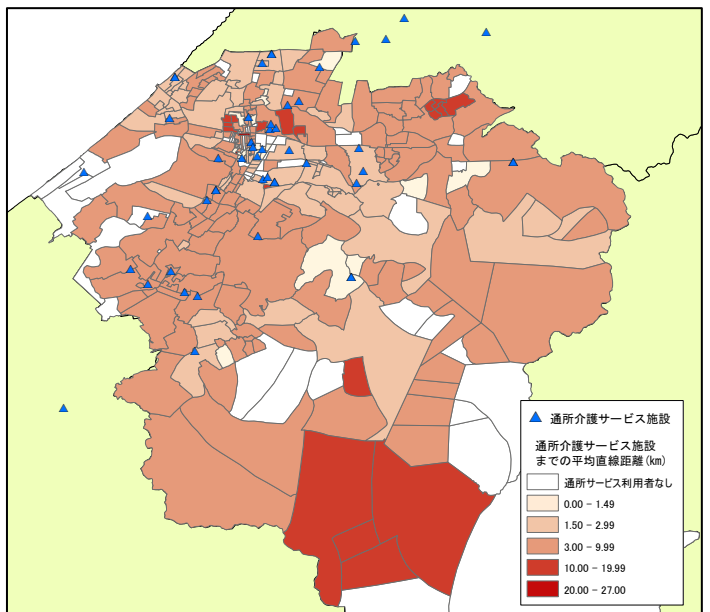 通所介護サービス施設
通所介護サービス施設
までの平均直線距離(km)
通所サービス利用者なし
0.00 − 1.49
1.50 − 2.99
3.00 − 9.99
10.00 − 19.99
20.00 − 27.00